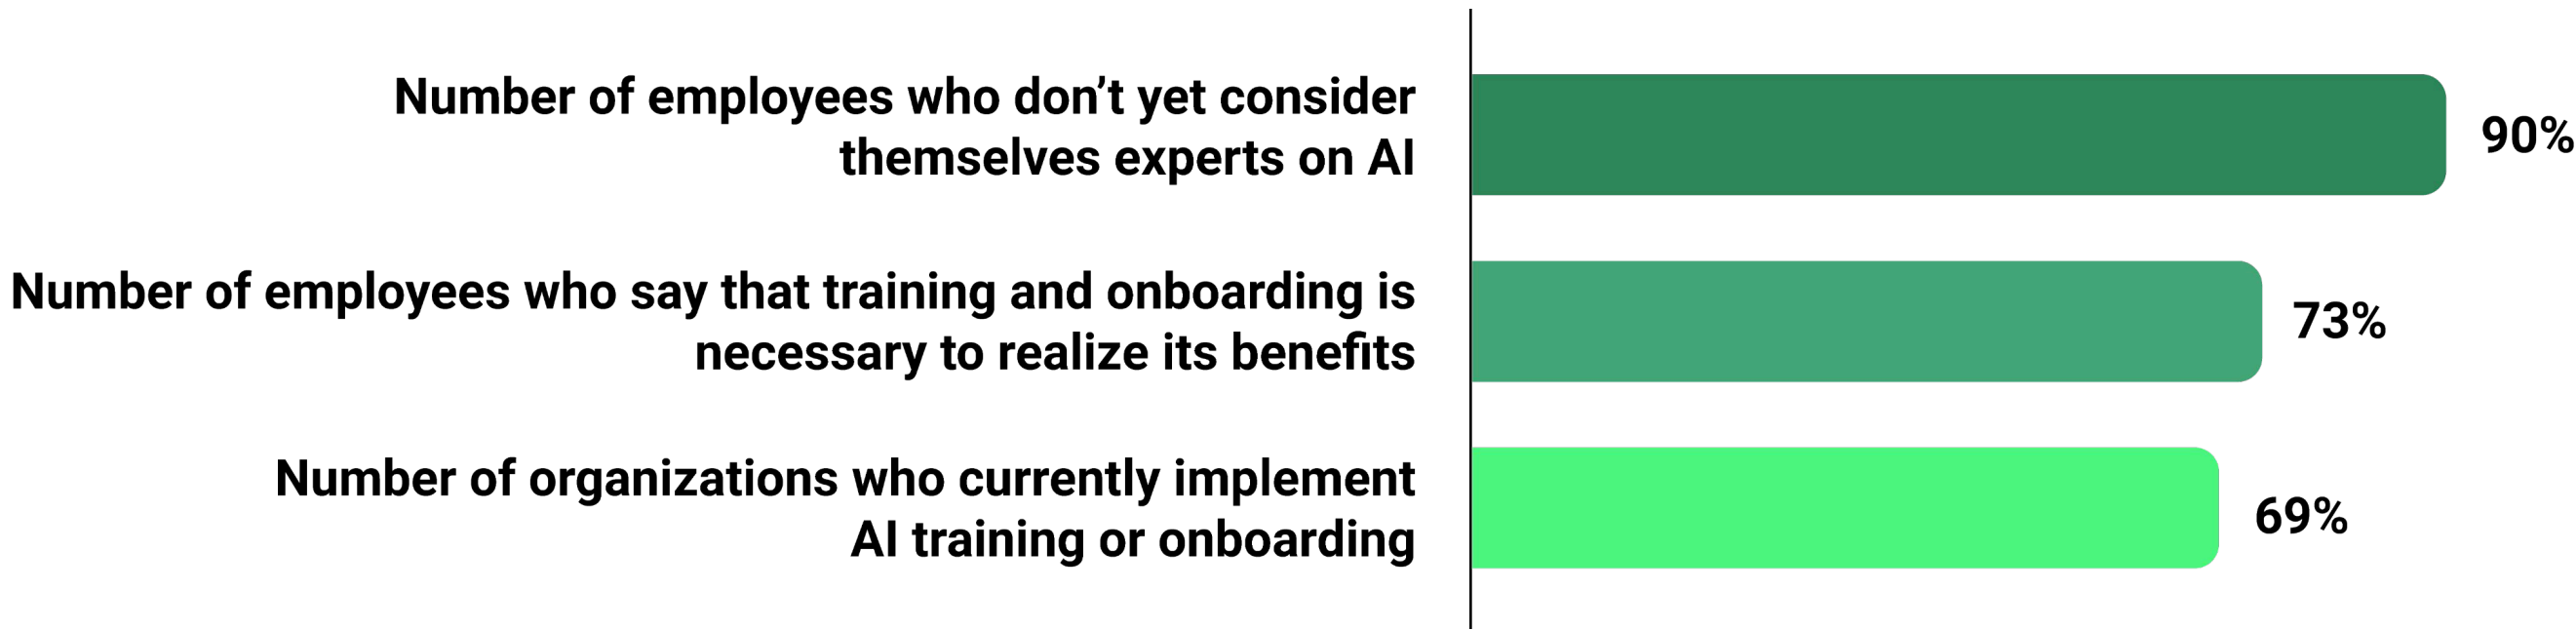 Number of employees who don’t yet consider
themselves experts on AI
90%
Number of employees who say that training and onboarding is
necessary to realize its benefits
73%
Number of organizations who currently implement
AI training or onboarding
69%